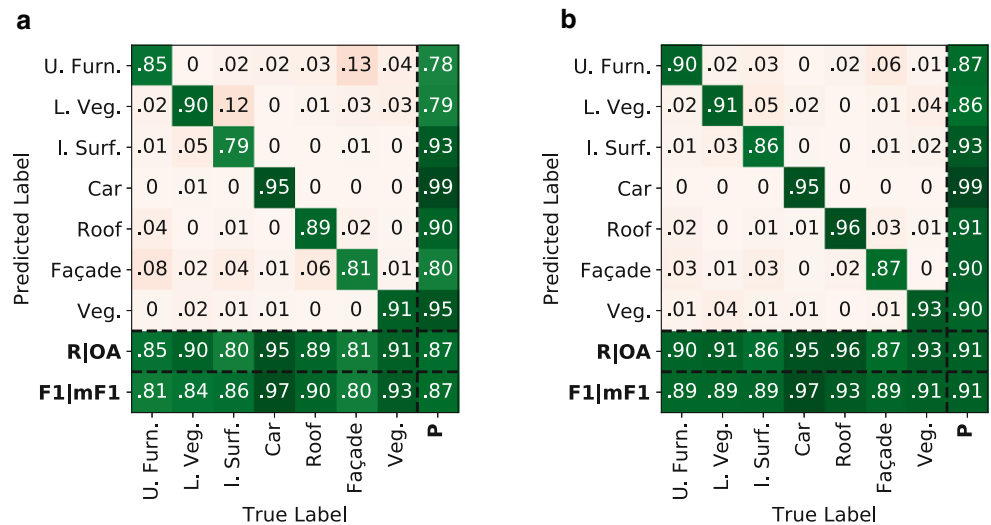 a
Predicted Label
U. Furn. .85 0 .02 .02 .03 .13 .04 .78
L. Veg. .02 .90 .12 0 .01 .03 .03 .79
I. Surf. .01 .05 .79 0 0 .01 0 .93
Car 0 .01 0 .95 0 0 0 .99
Roof .04 0 .01 0 .89 .02 0 .90
Façade .08 .02 .04 .01 .06 .81 .01 .80
Veg. 0 .02 .01 .01 0 0 .91 .95
R|OA .85 .90 .80 .95 .89 .81 .91 .87
F1|mF1 .81 .84 .86 .97 .90 .80 .93 .87
U. Furn. L. Veg. I. Surf. Car Roof Façade Veg. P
True Label
b
Predicted Label
U. Furn. .90 .02 .03 0 .02 .06 .01 .87
L. Veg. .02 .91 .05 .02 0 .01 .04 .86
I. Surf. .01 .03 .86 0 0 .01 .02 .93
Car 0 0 0 .95 0 0 0 .99
Roof .02 0 .01 .01 .96 .03 .01 .91
Façade .03 .01 .03 0 .02 .87 0 .90
Veg. .01 .04 .01 .01 0 .01 .93 .90
R|OA .90 .91 .86 .95 .96 .87 .93 .91
F1|mF1 .89 .89 .89 .97 .93 .89 .91 .91
U. Furn. L. Veg. I. Surf. Car Roof Façade Veg. P
True Label